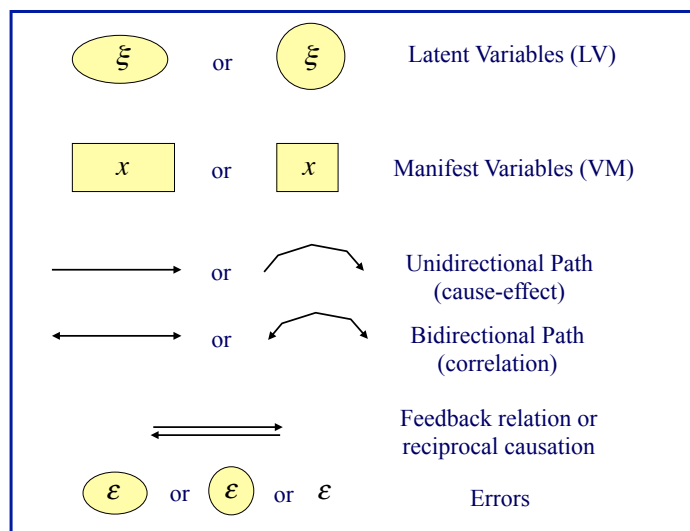 ξ or ξ Latent Variables (LV)
x or x Manifest Variables (VM)
or Unidirectional Path
(cause-effect)
or Bidirectional Path
(correlation)
Feedback relation or
reciprocal causation
ε or ε or ε Errors